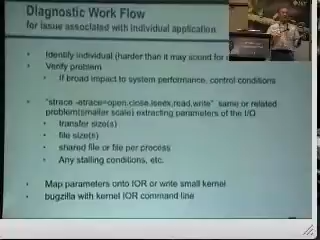 Diagnostic Work Flow
for issue associated with individual application
Identify individual (harder than it may sound for
Verify problem
If broad impact to system performance, control conditions
"strace -etrace=open,close,lseek,read,write" same or related
problem(smaller scale) extracting parameters of the I/O
transfer size(s)
file size(s)
shared file or file per process
Any stalling conditions, etc.
Map parameters onto IOR or write small kernel
bugzilla with kernel IOR command line